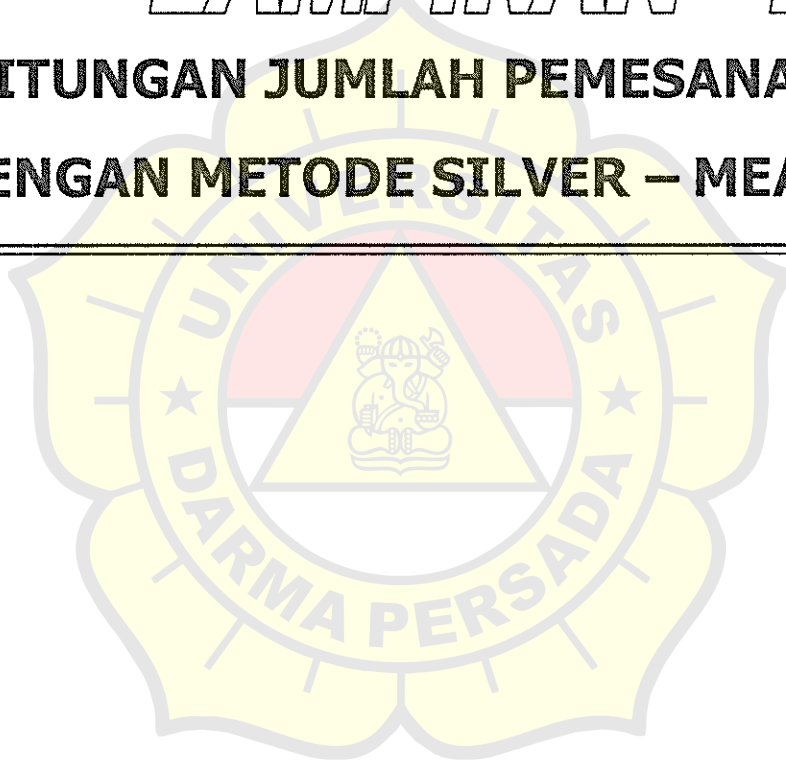 ITUNGAN JUMLAH PEMESANA
ENGAN METODE SILVER – MEA
UNIVERSITAS
DARMA PERSADA